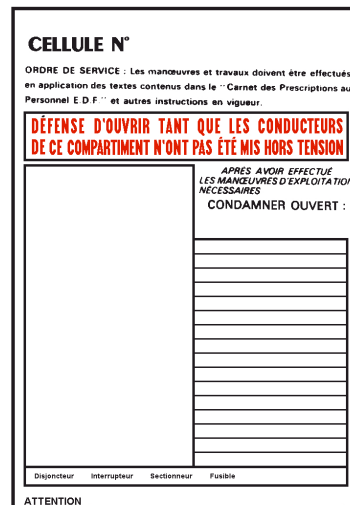 CELLULE N°
ORDRE DE SERVICE : Les manœuvres et travaux doivent être effectués
en application des textes contenus dans le "Carnet des Prescriptions au
Personnel E.D.F." et autres instructions en vigueur.
DÉFENSE D'OUVRIR TANT QUE LES CONDUCTEURS
DE CE COMPARTIMENT N'ONT PAS ÉTÉ MIS HORS TENSION
APRÉS AVOIR EFFECTUÉ
LES MANŒUVRES D'EXPLOITATION
NÉCESSAIRES
CONDAMNER OUVERT :
Disjoncteur Interrupteur Sectionneur Fusible
ATTENTION